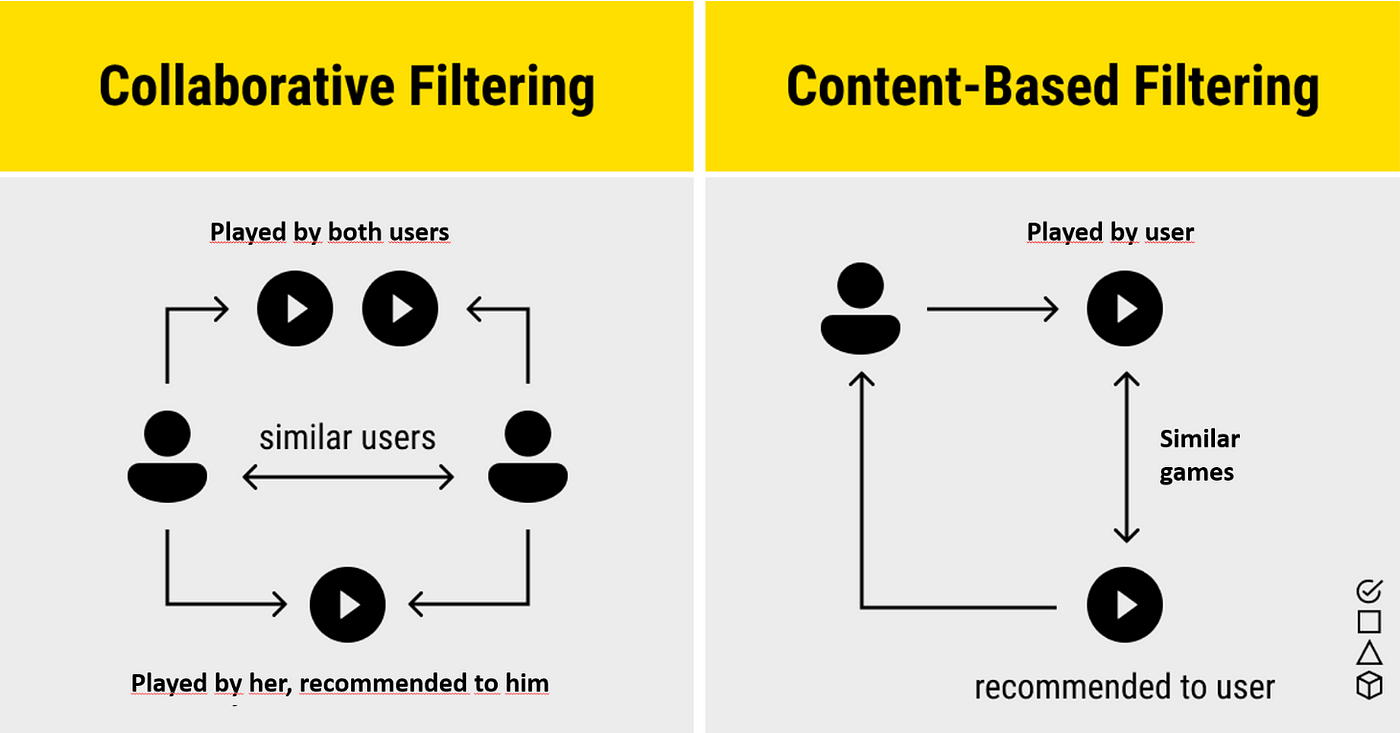 Collaborative Filtering
Played by both users
similar users
Played by her, recommended to him
Content-Based Filtering
Played by user
Similar
games
recommended to user